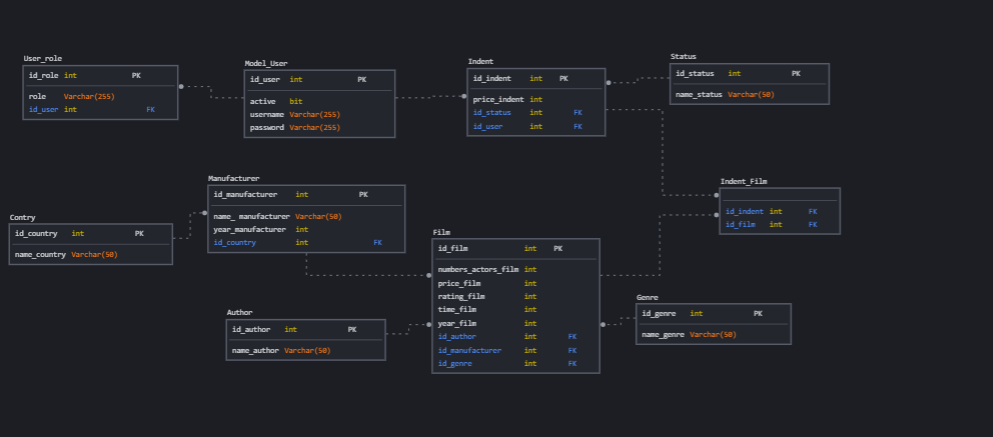 User_role
id_role int PK
role Varchar(255)
id_user int FK
Model_User
id_user int PK
active bit
username Varchar(255)
password Varchar(255)
Indent
id_indent int PK
price_indent int
id_status int FK
id_user int FK
Status
id_status int PK
name_status Varchar(50)
Manufacturer
id_manufacturer int PK
name_ manufacturer Varchar(50)
year_manufacturer int
id_country int FK
Contry
id_country int PK
name_country Varchar(50)
Indent_Film
id_indent int FK
id_film int FK
Film
id_film int PK
numbers_actors_film int
price_film int
rating_film int
time_film int
year_film int
id_author int FK
id_manufacturer int FK
id_genre int FK
Author
id_author int PK
name_author Varchar(50)
Genre
id_genre int PK
name_genre Varchar(50)